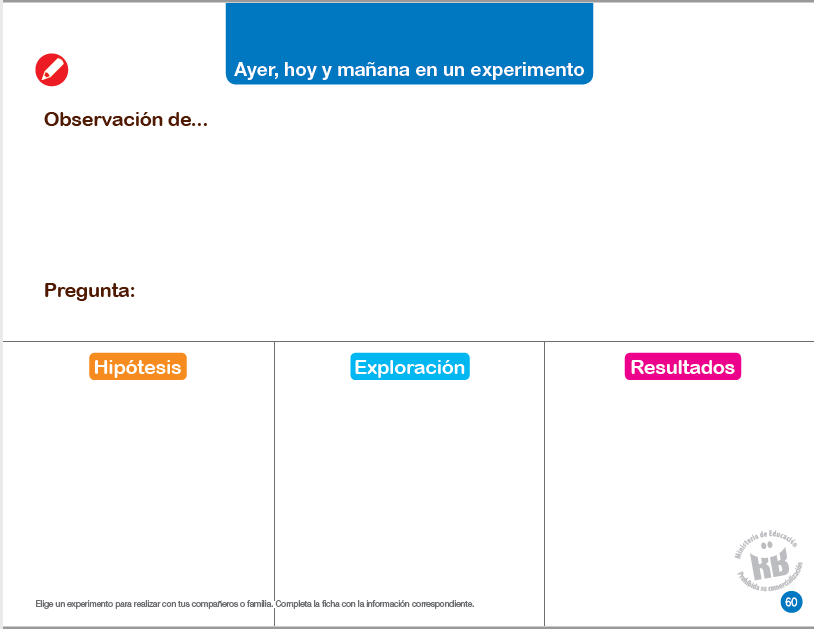 Ayer, hoy y mañana en un experimento
Observación de...
Pregunta:
Hipótesis
Exploración
Resultados
Ministerio de Educación
KB
Prohibida su comercialización
Elige un experimento para realizar con tus compañeros o familia. Completa la ficha con la información correspondiente.
60